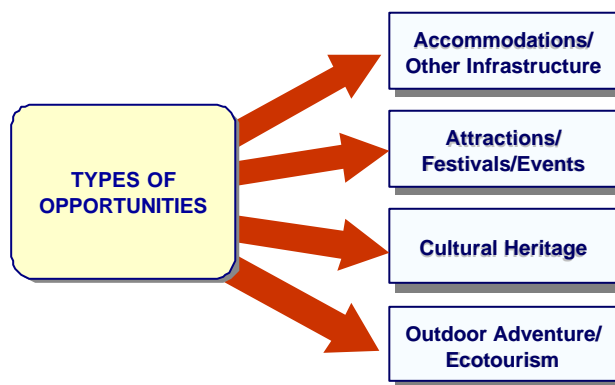 TYPES OF
OPPORTUNITIES
Accommodations/
Other Infrastructure
Attractions/
Festivals/Events
Cultural Heritage
Outdoor Adventure/
Ecotourism